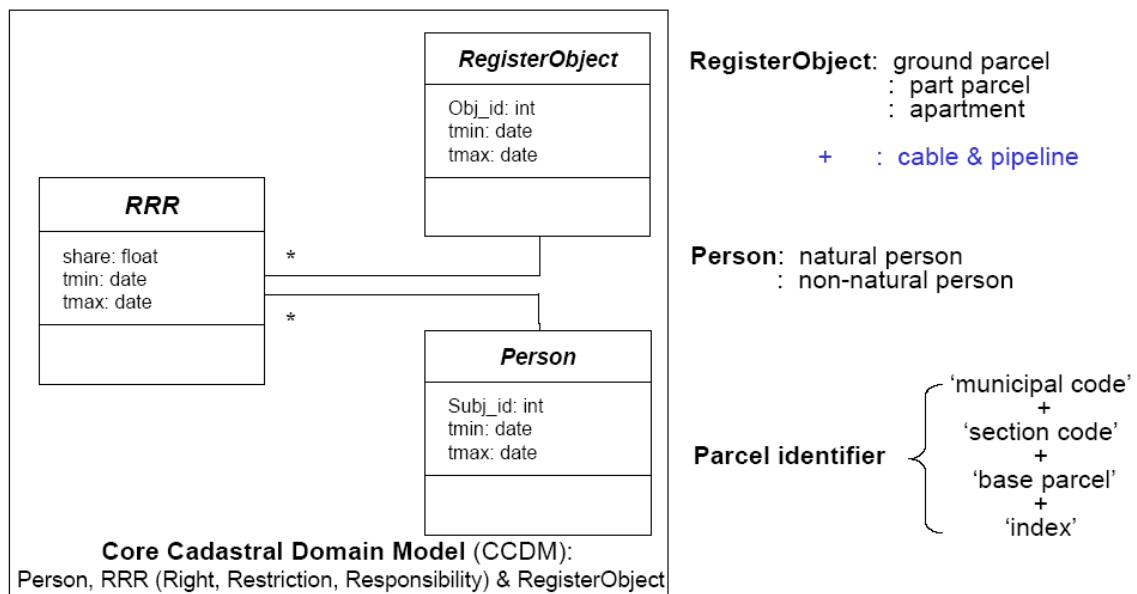 RegisterObject
Obj_id: int
tmin: date
tmax: date
RRR
share: float
tmin: date
tmax: date
*
*
Person
Subj_id: int
tmin: date
tmax: date
Core Cadastral Domain Model (CCDM):
Person, RRR (Right, Restriction, Responsibility) & RegisterObject
RegisterObject: ground parcel
: part parcel
: apartment
+ : cable & pipeline
Person: natural person
: non-natural person
Parcel identifier
‘municipal code’
+
‘section code’
+
‘base parcel’
+
‘index’